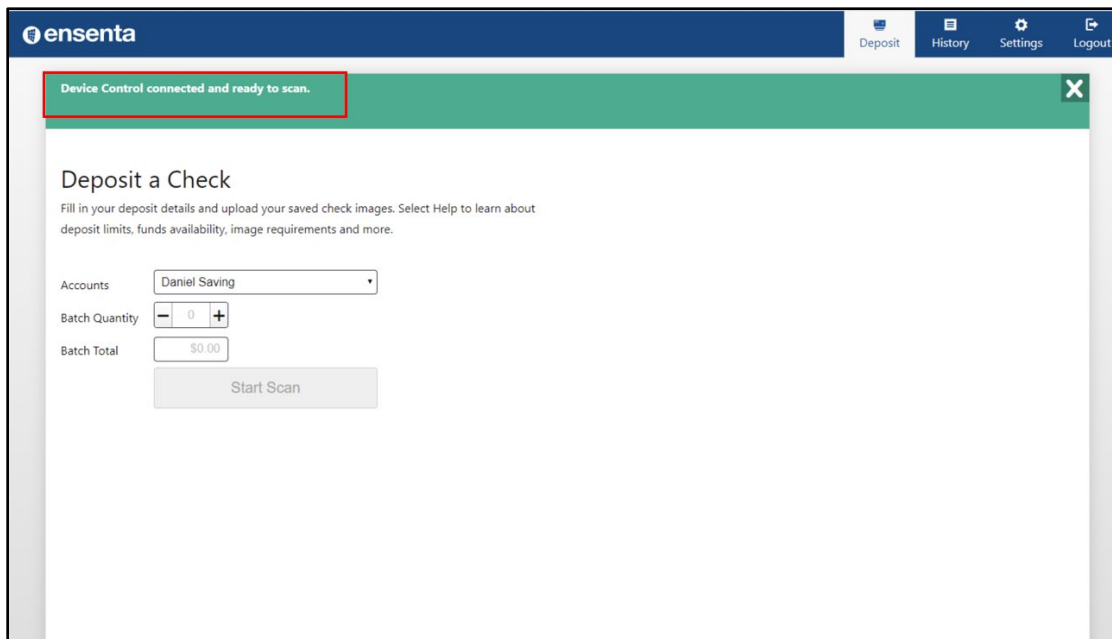 ensenta
Deposit
History
Settings
Logout
Device Control connected and ready to scan.
X
Deposit a Check
Fill in your deposit details and upload your saved check images. Select Help to learn about
deposit limits, funds availability, image requirements and more.
Accounts
Daniel Saving
Batch Quantity
0
Batch Total
$0.00
Start Scan